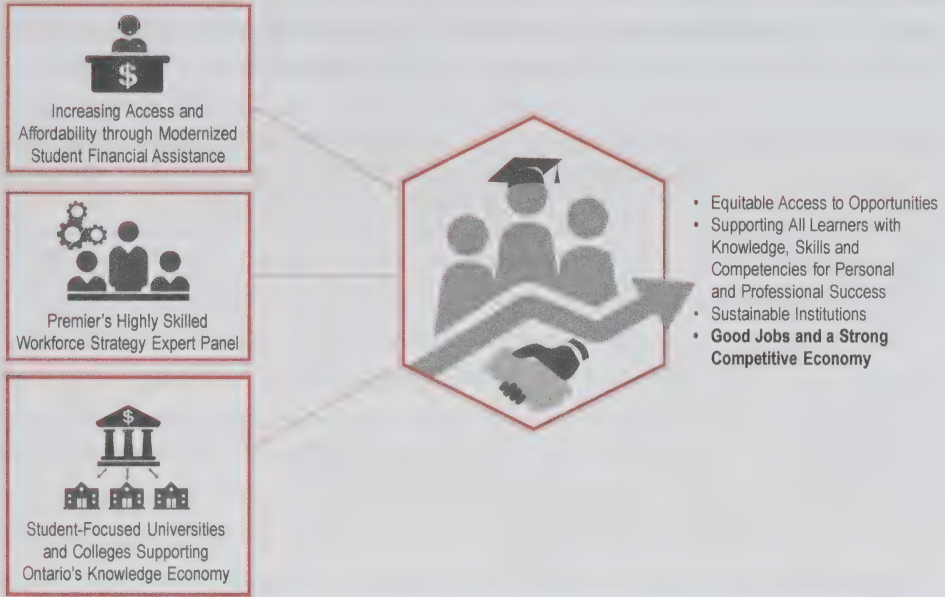 $
Increasing Access and
Affordability through Modernized
Student Financial Assistance
Premier's Highly Skilled
Workforce Strategy Expert Panel
$
Student-Focused Universities
and Colleges Supporting
Ontario's Knowledge Economy
• Equitable Access to Opportunities
• Supporting All Learners with
Knowledge, Skills and
Competencies for Personal
and Professional Success
• Sustainable Institutions
• Good Jobs and a Strong
Competitive Economy